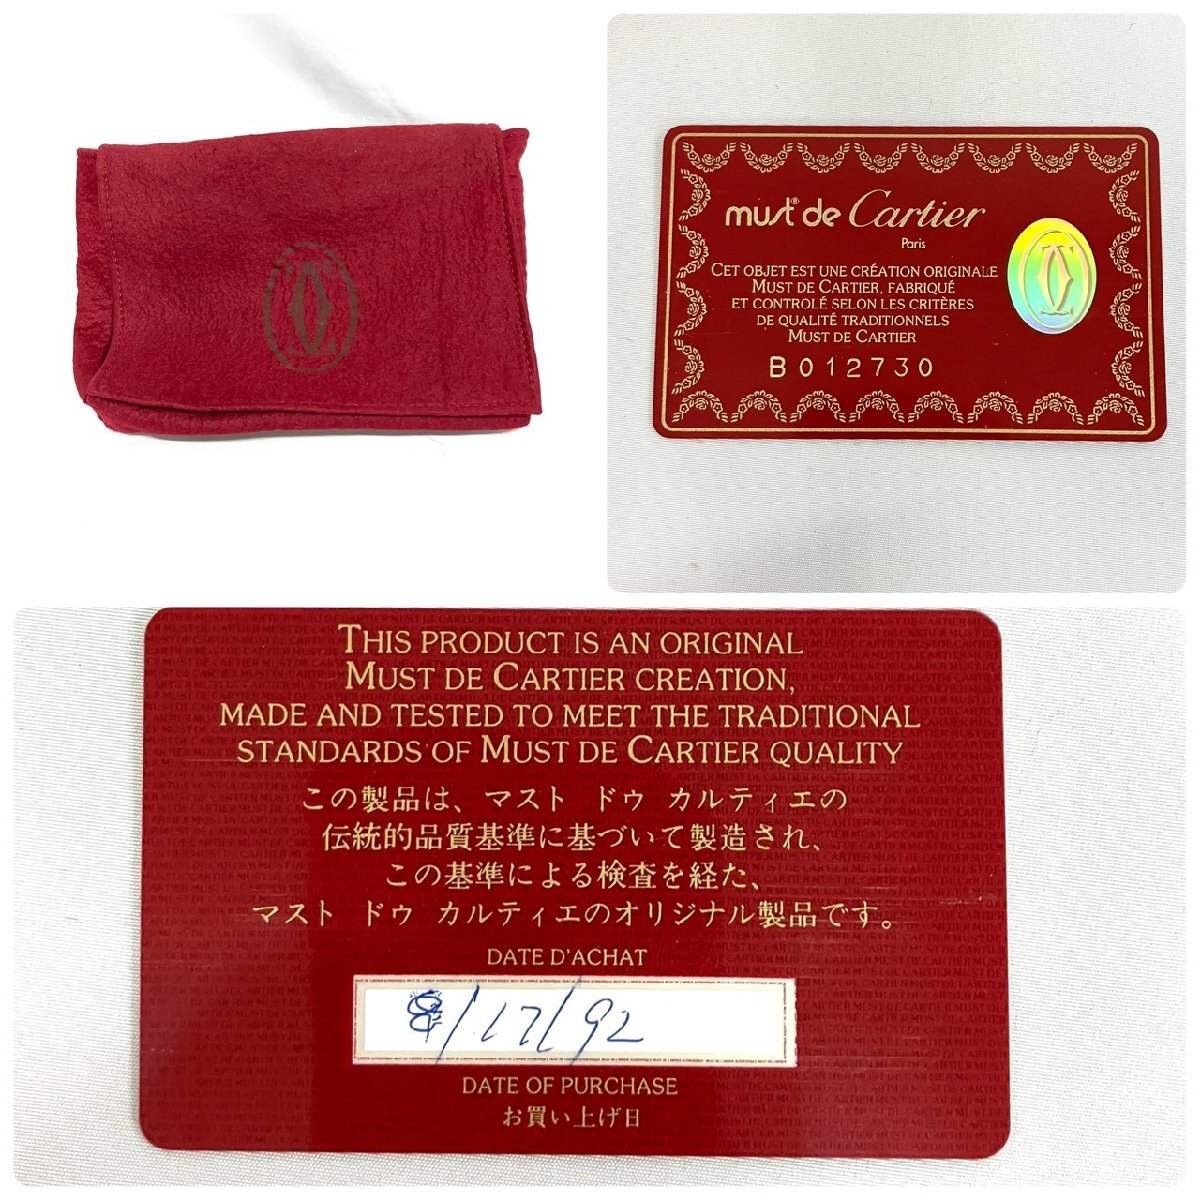 must® de Cartier
Paris
CET OBJET EST UNE CRÉATION ORIGINALE
MUST DE CARTIER, FABRIQUÉ
ET CONTROLÉ SELON LES CRITÈRES
DE QUALITÉ TRADITIONNELS
MUST DE CARTIER
B012730
THIS PRODUCT IS AN ORIGINAL
MUST DE CARTIER CREATION,
MADE AND TESTED TO MEET THE TRADITIONAL
STANDARDS OF MUST DE CARTIER QUALITY
この製品は、マスト ドゥ カルティエの
伝統的品質基準に基づいて製造され、
この基準による検査を経た、
マスト ドゥ カルティエのオリジナル製品です。
DATE D'ACHAT
/17/92
DATE OF PURCHASE
お買い上げ日